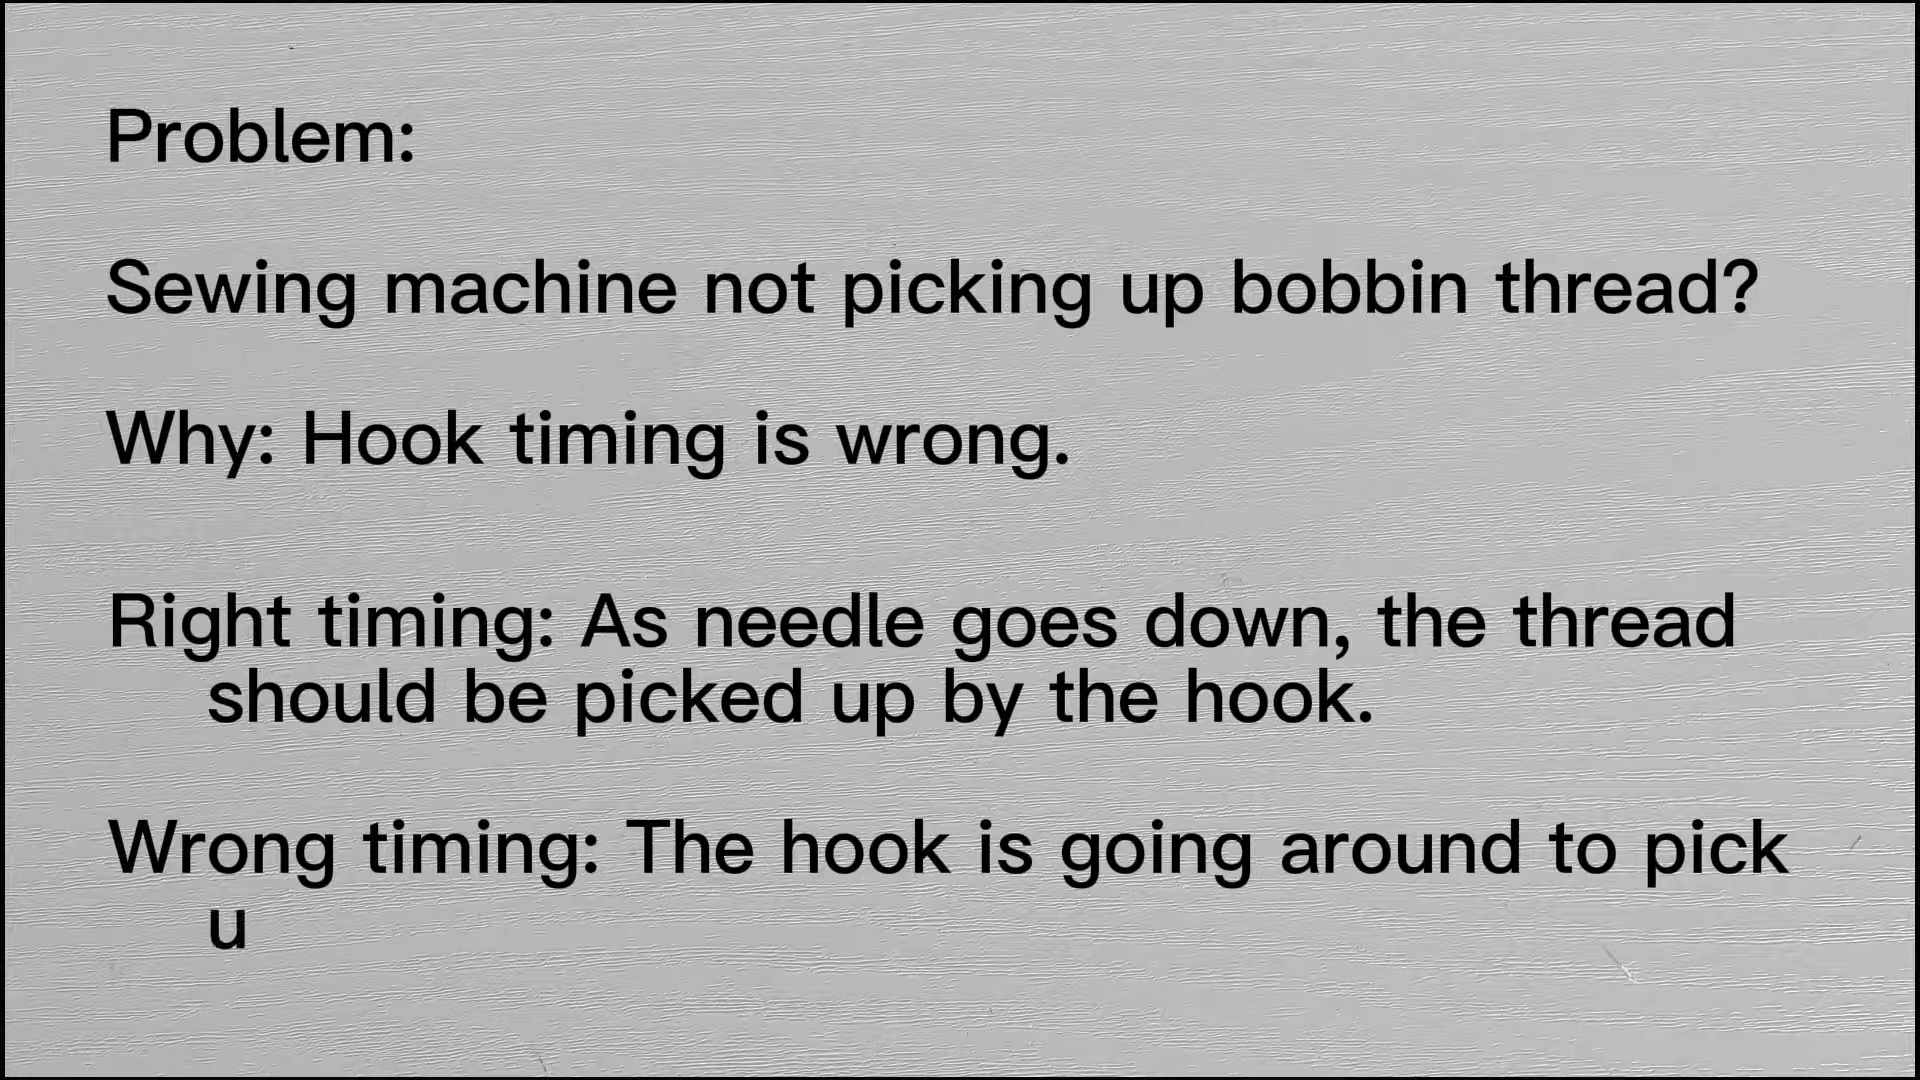 Problem:
Sewing machine not picking up bobbin thread?
Why: Hook timing is wrong.
Right timing: As needle goes down, the thread
should be picked up by the hook.
Wrong timing: The hook is going around to pick
u